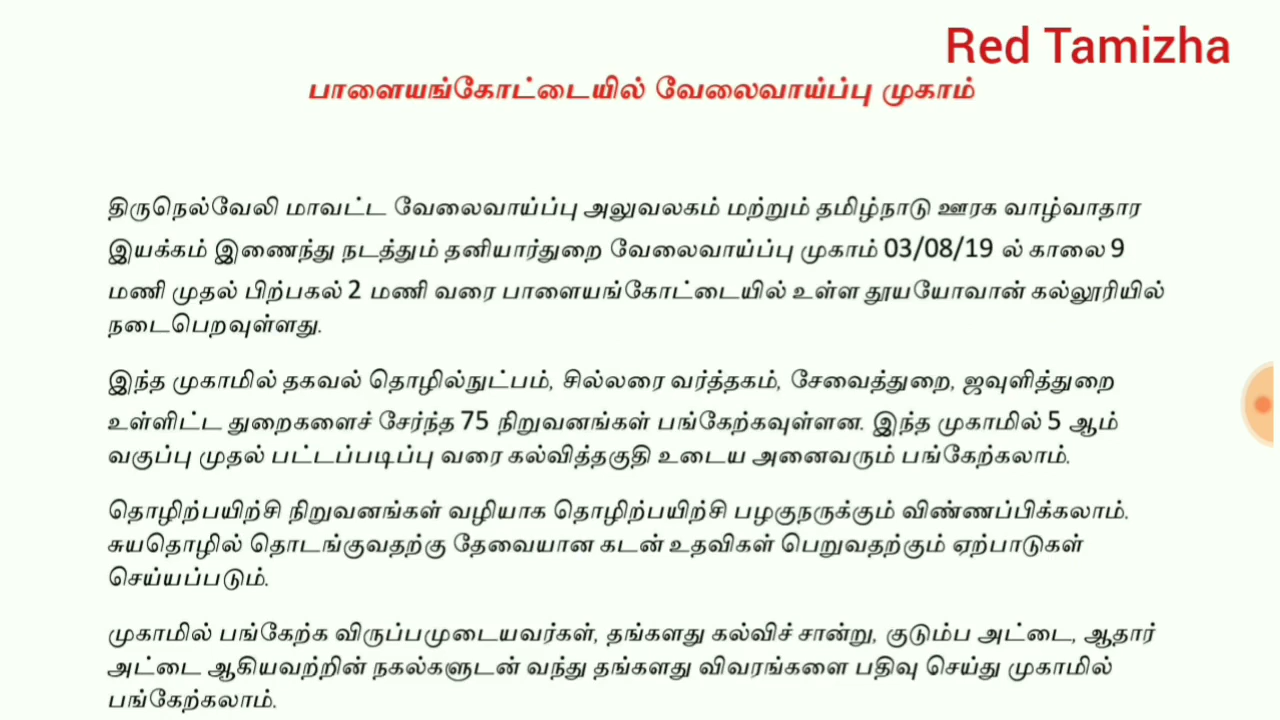 Red Tamizha
பாளையங்கோட்டையில் வேலைவாய்ப்பு முகாம்
திருநெல்வேலி மாவட்ட வேலைவாய்ப்பு அலுவலகம் மற்றும் தமிழ்நாடு ஊரக வாழ்வாதார
இயக்கம் இணைந்து நடத்தும் தனியார்துறை வேலைவாய்ப்பு முகாம் 03/08/19 ல் காலை 9
மணி முதல் பிற்பகல் 2 மணி வரை பாளையங்கோட்டையில் உள்ள தூயயோவான் கல்லூரியில்
நடைபெறவுள்ளது.
இந்த முகாமில் தகவல் தொழில்நுட்பம், சில்லரை வர்த்தகம், சேவைத்துறை, ஜவுளித்துறை
உள்ளிட்ட துறைகளைச் சேர்ந்த 75 நிறுவனங்கள் பங்கேற்கவுள்ளன. இந்த முகாமில் 5 ஆம்
வகுப்பு முதல் பட்டப்படிப்பு வரை கல்வித்தகுதி உடைய அனைவரும் பங்கேற்கலாம்.
தொழிற்பயிற்சி நிறுவனங்கள் வழியாக தொழிற்பயிற்சி பழகுநருக்கும் விண்ணப்பிக்கலாம்.
சுயதொழில் தொடங்குவதற்கு தேவையான கடன் உதவிகள் பெறுவதற்கும் ஏற்பாடுகள்
செய்யப்படும்.
முகாமில் பங்கேற்க விருப்பமுடையவர்கள், தங்களது கல்விச் சான்று, குடும்ப அட்டை, ஆதார்
அட்டை ஆகியவற்றின் நகல்களுடன் வந்து தங்களது விவரங்களை பதிவு செய்து முகாமில்
பங்கேற்கலாம்.